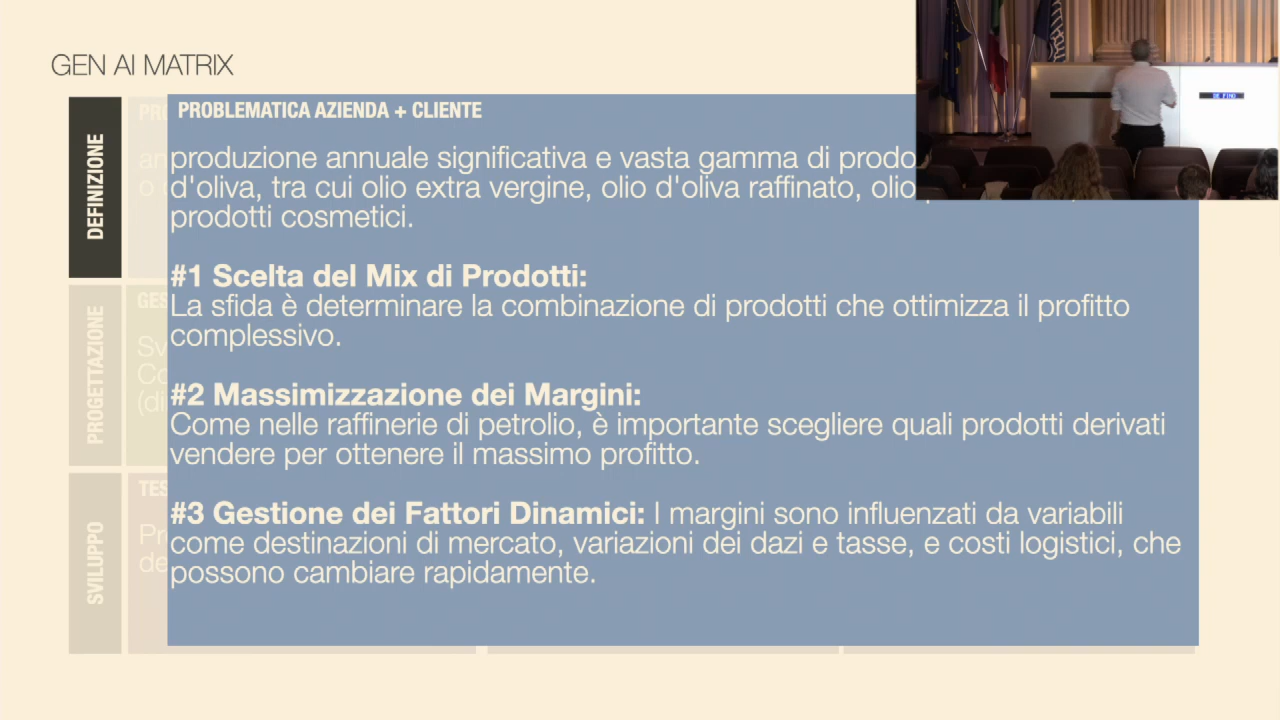 GEN AI MATRIX
DEFINIZIONE
PROGETTAZIONE
SVILUPPO
PROBLEMATICA AZIENDA + CLIENTE
produzione annuale significativa e vasta gamma di
d'oliva, tra cui olio extra vergine, olio d'oliva raffinato, olio
prodotti cosmetici.
#1 Scelta del Mix di Prodotti:
La sfida è determinare la combinazione di prodotti che ottimizza il profitto
complessivo.
#2 Massimizzazione dei Margini:
Come nelle raffinerie di petrolio, è importante scegliere quali prodotti derivati
vendere per ottenere il massimo profitto.
#3 Gestione dei Fattori Dinamici: I margini sono influenzati da variabili
come destinazioni di mercato, variazioni dei dazi e tasse, e costi logistici, che
possono cambiare rapidamente.